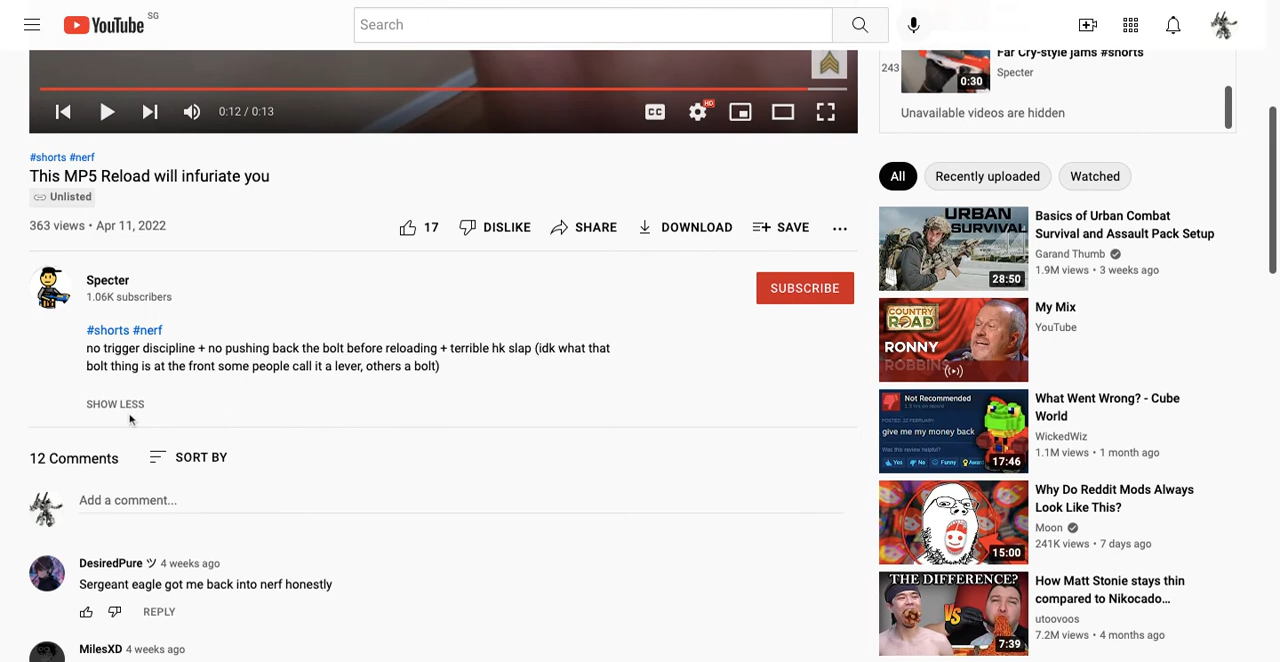 YouTube SG
Search
0:12 / 0:13
CC
HD
#shorts #nerf
This MP5 Reload will infuriate you
Unlisted
363 views • Apr 11, 2022
17
DISLIKE
SHARE
DOWNLOAD
SAVE
Specter
1.06K subscribers
SUBSCRIBE
#shorts #nerf
no trigger discipline + no pushing back the bolt before reloading + terrible hk slap (idk what that
bolt thing is at the front some people call it a lever, others a bolt)
SHOW LESS
12 Comments
SORT BY
Add a comment...
DesiredPure ツ 4 weeks ago
Sergeant eagle got me back into nerf honestly
REPLY
MilesXD 4 weeks ago
243
0:30
Far Cry-style jams #shorts
Specter
Unavailable videos are hidden
All
Recently uploaded
Watched
URBAN
SURVIVAL
28:50
Basics of Urban Combat
Survival and Assault Pack Setup
Garand Thumb
1.9M views • 3 weeks ago
COUNTRY
ROAD
RONNY
ROBBINS
My Mix
YouTube
Not Recommended
give me my money back
Yes
No
Funny
17:46
What Went Wrong? - Cube
World
WickedWiz
1.1M views • 1 month ago
15:00
Why Do Reddit Mods Always
Look Like This?
Moon
241K views • 7 days ago
THE DIFFERENCE?
VS
7:39
How Matt Stonie stays thin
compared to Nikocado...
utoovoos
7.2M views • 4 months ago